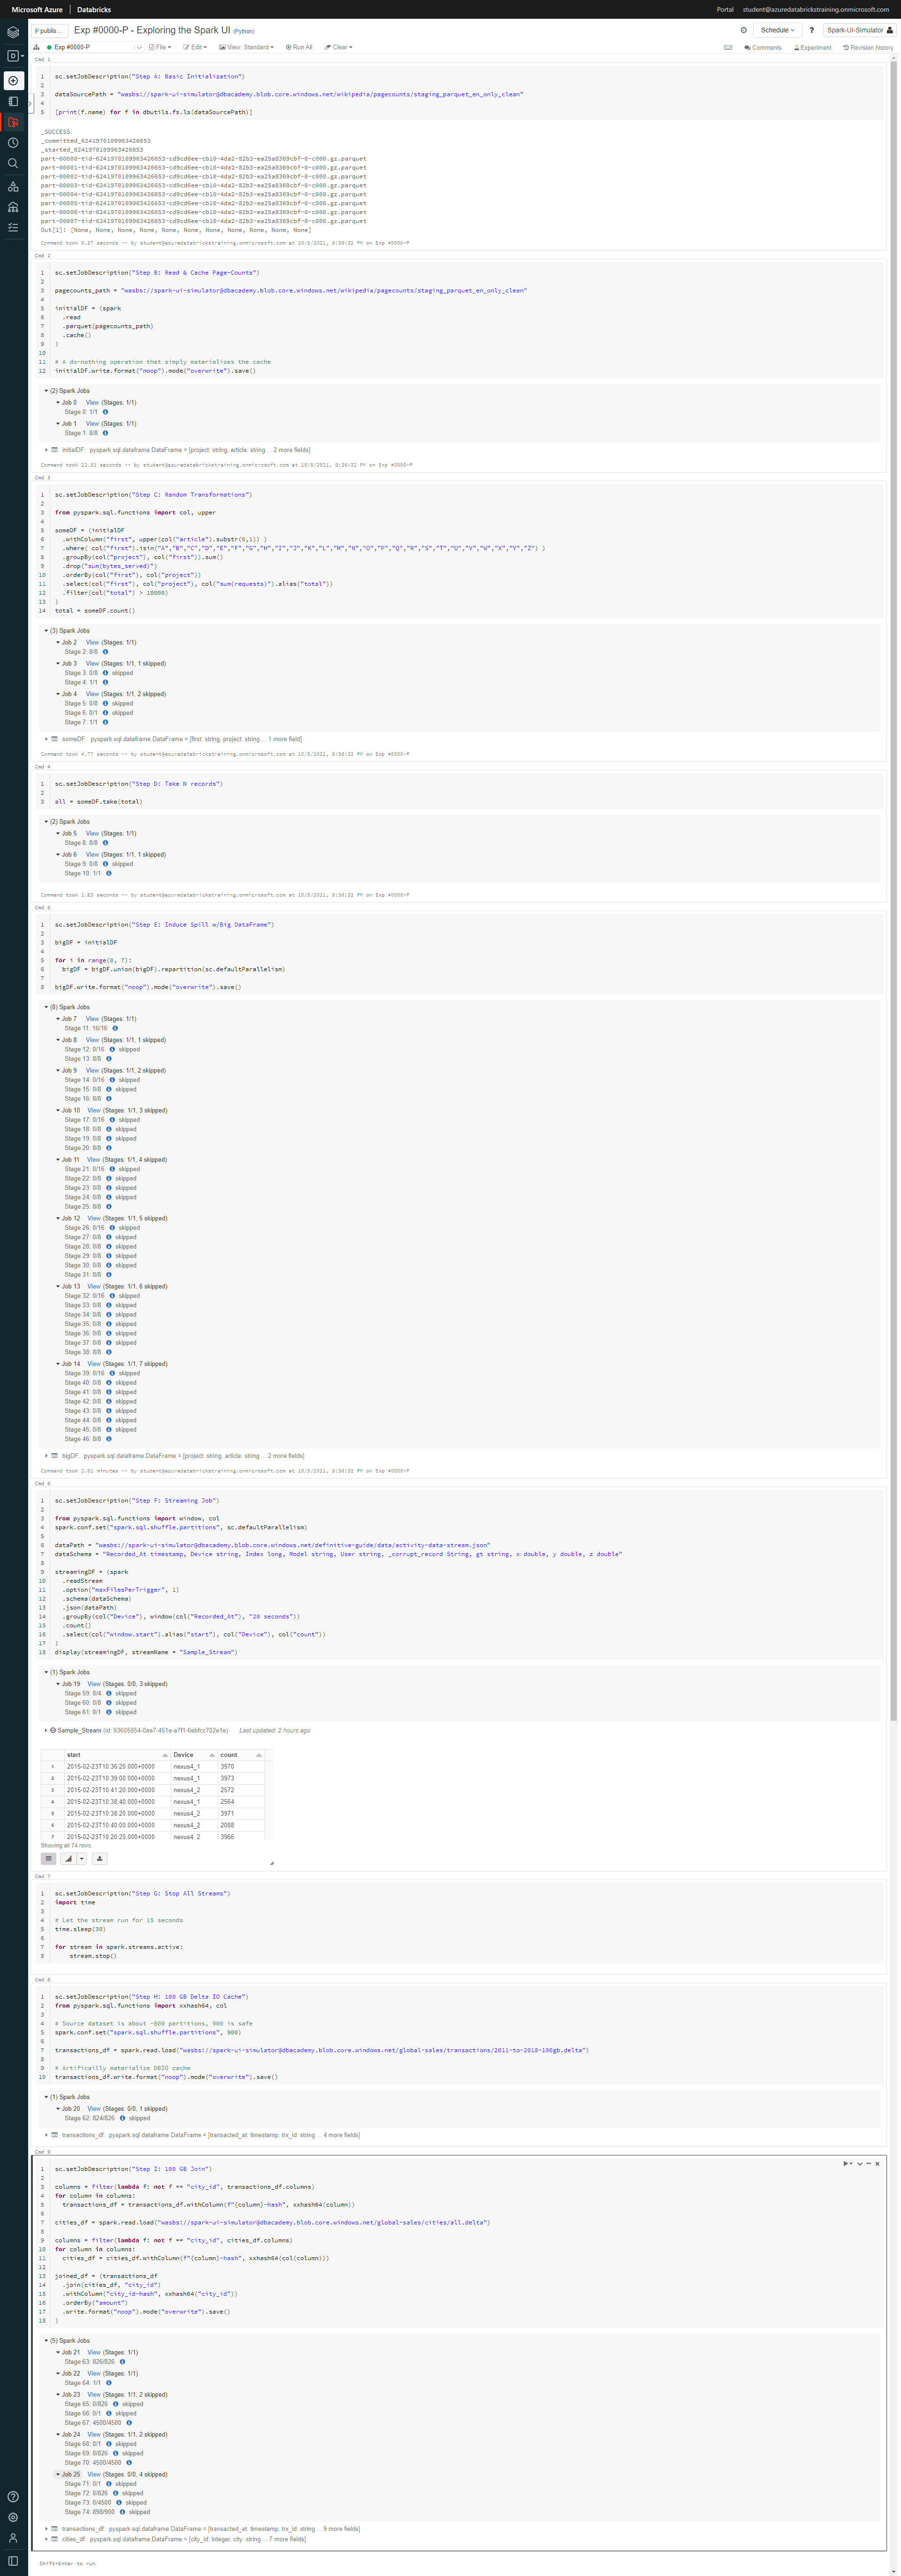 Microsoft Azure | Databricks
Portal student@azuredatabrickstraining.onmicrosoft.com
publis... Exp #0000-P - Exploring the Spark UI (Python)
Schedule ? Spark-UI-Simulator
Exp #0000-P File Edit View: Standard Run All Clear
Comments Experiment Revision history
Cmd 1
1 sc.setJobDescription("Step A: Basic Initialization")
2
3 dataSourcePath = "wasbs://spark-ui-simulator@dbacademy.blob.core.windows.net/wikipedia/pagecounts/staging_parquet_en_only_clean"
4
5 [print(f.name) for f in dbutils.fs.ls(dataSourcePath)]
_SUCCESS
_committed_6241970109963426653
_started_6241970109963426653
part-00000-tid-6241970109963426653-cd9cd6ee-cb10-4da2-82b3-ea25a8369cbf-0-c000.gz.parquet
part-00001-tid-6241970109963426653-cd9cd6ee-cb10-4da2-82b3-ea25a8369cbf-0-c000.gz.parquet
part-00002-tid-6241970109963426653-cd9cd6ee-cb10-4da2-82b3-ea25a8369cbf-0-c000.gz.parquet
part-00003-tid-6241970109963426653-cd9cd6ee-cb10-4da2-82b3-ea25a8369cbf-0-c000.gz.parquet
part-00004-tid-6241970109963426653-cd9cd6ee-cb10-4da2-82b3-ea25a8369cbf-0-c000.gz.parquet
part-00005-tid-6241970109963426653-cd9cd6ee-cb10-4da2-82b3-ea25a8369cbf-0-c000.gz.parquet
part-00006-tid-6241970109963426653-cd9cd6ee-cb10-4da2-82b3-ea25a8369cbf-0-c000.gz.parquet
part-00007-tid-6241970109963426653-cd9cd6ee-cb10-4da2-82b3-ea25a8369cbf-0-c000.gz.parquet
Out[1]: [None, None, None, None, None, None, None, None, None, None, None]
Command took 0.57 seconds -- by student@azuredatabrickstraining.onmicrosoft.com at 10/5/2021, 9:36:32 PM on Exp #0000-P
Cmd 2
1 sc.setJobDescription("Step B: Read & Cache Page-Counts")
2
3 pagecounts_path = "wasbs://spark-ui-simulator@dbacademy.blob.core.windows.net/wikipedia/pagecounts/staging_parquet_en_only_clean"
4
5 initialDF = (spark
6 .read
7 .parquet(pagecounts_path)
8 .cache()
9 )
10
11 # A do-nothing operation that simply materializes the cache
12 initialDF.write.format("noop").mode("overwrite").save()
(2) Spark Jobs
Job 0 View (Stages: 1/1)
Stage 0: 1/1
Job 1 View (Stages: 1/1)
Stage 1: 8/8
initialDF: pyspark.sql.dataframe.DataFrame = [project: string, article: string ... 2 more fields]
Command took 22.81 seconds -- by student@azuredatabrickstraining.onmicrosoft.com at 10/5/2021, 9:36:32 PM on Exp #0000-P
Cmd 3
1 sc.setJobDescription("Step C: Random Transformations")
2
3 from pyspark.sql.functions import col, upper
4
5 someDF = (initialDF
6 .withColumn("first", upper(col("article").substr(0,1)) )
7 .where( col("first").isin("A","B","C","D","E","F","G","H","I","J","K","L","M","N","O","P","Q","R","S","T","U","V","W","X","Y","Z") )
8 .groupBy(col("project"), col("first")).sum()
9 .drop("sum(bytes_served)")
10 .orderBy(col("first"), col("project"))
11 .select(col("first"), col("project"), col("sum(requests)").alias("total"))
12 .filter(col("total") > 10000)
13 )
14 total = someDF.count()
(3) Spark Jobs
Job 2 View (Stages: 1/1)
Stage 2: 8/8
Job 3 View (Stages: 1/1, 1 skipped)
Stage 3: 0/8 skipped
Stage 4: 1/1
Job 4 View (Stages: 1/1, 2 skipped)
Stage 5: 0/8 skipped
Stage 6: 0/1 skipped
Stage 7: 1/1
someDF: pyspark.sql.dataframe.DataFrame = [first: string, project: string ... 1 more field]
Command took 4.77 seconds -- by student@azuredatabrickstraining.onmicrosoft.com at 10/5/2021, 9:36:32 PM on Exp #0000-P
Cmd 4
1 sc.setJobDescription("Step D: Take N records")
2
3 all = someDF.take(total)
(2) Spark Jobs
Job 5 View (Stages: 1/1)
Stage 8: 8/8
Job 6 View (Stages: 1/1, 1 skipped)
Stage 9: 0/8 skipped
Stage 10: 1/1
Command took 1.83 seconds -- by student@azuredatabrickstraining.onmicrosoft.com at 10/5/2021, 9:36:32 PM on Exp #0000-P
Cmd 5
1 sc.setJobDescription("Step E: Induce Spill w/Big DataFrame")
2
3 bigDF = initialDF
4
5 for i in range(0, 7):
6 bigDF = bigDF.union(bigDF).repartition(sc.defaultParallelism)
7
8 bigDF.write.format("noop").mode("overwrite").save()
(8) Spark Jobs
Job 7 View (Stages: 1/1)
Stage 11: 16/16
Job 8 View (Stages: 1/1, 1 skipped)
Stage 12: 0/16 skipped
Stage 13: 8/8
Job 9 View (Stages: 1/1, 2 skipped)
Stage 14: 0/16 skipped
Stage 15: 0/8 skipped
Stage 16: 8/8
Job 10 View (Stages: 1/1, 3 skipped)
Stage 17: 0/16 skipped
Stage 18: 0/8 skipped
Stage 19: 0/8 skipped
Stage 20: 8/8
Job 11 View (Stages: 1/1, 4 skipped)
Stage 21: 0/16 skipped
Stage 22: 0/8 skipped
Stage 23: 0/8 skipped
Stage 24: 0/8 skipped
Stage 25: 8/8
Job 12 View (Stages: 1/1, 5 skipped)
Stage 26: 0/16 skipped
Stage 27: 0/8 skipped
Stage 28: 0/8 skipped
Stage 29: 0/8 skipped
Stage 30: 0/8 skipped
Stage 31: 8/8
Job 13 View (Stages: 1/1, 6 skipped)
Stage 32: 0/16 skipped
Stage 33: 0/8 skipped
Stage 34: 0/8 skipped
Stage 35: 0/8 skipped
Stage 36: 0/8 skipped
Stage 37: 0/8 skipped
Stage 38: 8/8
Job 14 View (Stages: 1/1, 7 skipped)
Stage 39: 0/16 skipped
Stage 40: 0/8 skipped
Stage 41: 0/8 skipped
Stage 42: 0/8 skipped
Stage 43: 0/8 skipped
Stage 44: 0/8 skipped
Stage 45: 0/8 skipped
Stage 46: 8/8
bigDF: pyspark.sql.dataframe.DataFrame = [project: string, article: string ... 2 more fields]
Command took 2.01 minutes -- by student@azuredatabrickstraining.onmicrosoft.com at 10/5/2021, 9:36:32 PM on Exp #0000-P
Cmd 6
1 sc.setJobDescription("Step F: Streaming Job")
2
3 from pyspark.sql.functions import window, col
4 spark.conf.set("spark.sql.shuffle.partitions", sc.defaultParallelism)
5
6 dataPath = "wasbs://spark-ui-simulator@dbacademy.blob.core.windows.net/definitive-guide/data/activity-data-stream.json"
7 dataSchema = "Recorded_At timestamp, Device string, Index long, Model string, User string, _corrupt_record String, gt string, x double, y double, z double"
8
9 streamingDF = (spark
10 .readStream
11 .option("maxFilesPerTrigger", 1)
12 .schema(dataSchema)
13 .json(dataPath)
14 .groupBy(col("Device"), window(col("Recorded_At"), "20 seconds"))
15 .count()
16 .select(col("window.start").alias("start"), col("Device"), col("count"))
17 )
18 display(streamingDF, streamName = "Sample_Stream")
(1) Spark Jobs
Job 19 View (Stages: 0/0, 3 skipped)
Stage 59: 0/4 skipped
Stage 60: 0/8 skipped
Stage 61: 0/1 skipped
Sample_Stream (id: 93605854-0ae7-451e-a7f1-6ebfcc702e1e) Last updated: 2 hours ago
start Device count
1 2015-02-23T10:36:20.000+0000 nexus4_1 3970
2 2015-02-23T10:39:00.000+0000 nexus4_1 3973
3 2015-02-23T10:41:20.000+0000 nexus4_2 2572
4 2015-02-23T10:38:40.000+0000 nexus4_1 2564
5 2015-02-23T10:38:20.000+0000 nexus4_2 3971
6 2015-02-23T10:40:00.000+0000 nexus4_2 2088
7 2015-02-23T10:20:20.000+0000 nexus4_2 3966
Showing all 74 rows.
Cmd 7
1 sc.setJobDescription("Step G: Stop All Streams")
2 import time
3
4 # Let the stream run for 15 seconds
5 time.sleep(30)
6
7 for stream in spark.streams.active:
8 stream.stop()
Cmd 8
1 sc.setJobDescription("Step H: 100 GB Delta IO Cache")
2 from pyspark.sql.functions import xxhash64, col
3
4 # Source dataset is about ~800 partitions, 900 is safe
5 spark.conf.set("spark.sql.shuffle.partitions", 900)
6
7 transactions_df = spark.read.load("wasbs://spark-ui-simulator@dbacademy.blob.core.windows.net/global-sales/transactions/2011-to-2018-100gb.delta")
8
9 # Artificailly materialize DBIO cache
10 transactions_df.write.format("noop").mode("overwrite").save()
(1) Spark Jobs
Job 20 View (Stages: 0/0, 1 skipped)
Stage 62: 824/826 skipped
transactions_df: pyspark.sql.dataframe.DataFrame = [transacted_at: timestamp, trx_id: string ... 4 more fields]
Cmd 9
1 sc.setJobDescription("Step I: 100 GB Join")
2
3 columns = filter(lambda f: not f == "city_id", transactions_df.columns)
4 for column in columns:
5 transactions_df = transactions_df.withColumn(f"{column}-hash", xxhash64(column))
6
7 cities_df = spark.read.load("wasbs://spark-ui-simulator@dbacademy.blob.core.windows.net/global-sales/cities/all.delta")
8
9 columns = filter(lambda f: not f == "city_id", cities_df.columns)
10 for column in columns:
11 cities_df = cities_df.withColumn(f"{column}-hash", xxhash64(col(column)))
12
13 joined_df = (transactions_df
14 .join(cities_df, "city_id")
15 .withColumn("city_id-hash", xxhash64("city_id"))
16 .orderBy("amount")
17 .write.format("noop").mode("overwrite").save()
18 )
(5) Spark Jobs
Job 21 View (Stages: 1/1)
Stage 63: 826/826
Job 22 View (Stages: 1/1)
Stage 64: 1/1
Job 23 View (Stages: 1/1, 2 skipped)
Stage 65: 0/826 skipped
Stage 66: 0/1 skipped
Stage 67: 4500/4500
Job 24 View (Stages: 1/1, 2 skipped)
Stage 68: 0/1 skipped
Stage 69: 0/826 skipped
Stage 70: 4500/4500
Job 25 View (Stages: 0/0, 4 skipped)
Stage 71: 0/1 skipped
Stage 72: 0/826 skipped
Stage 73: 0/4500 skipped
Stage 74: 898/900 skipped
transactions_df: pyspark.sql.dataframe.DataFrame = [transacted_at: timestamp, trx_id: string ... 9 more fields]
cities_df: pyspark.sql.dataframe.DataFrame = [city_id: integer, city: string ... 7 more fields]
Shift+Enter to run